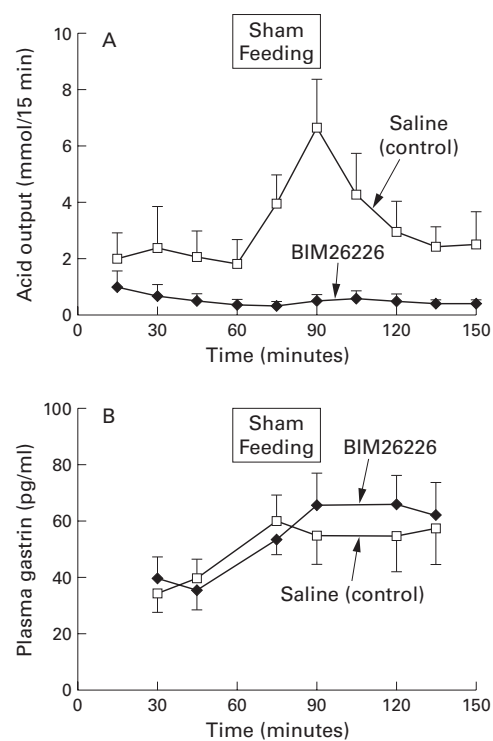 A
Sham
Feeding
Acid output (mmol/15 min)
10
8
6
4
2
0
Saline
(control)
BIM26226
0 30 60 90 120 150
Time (minutes)
B
Sham
Feeding
Plasma gastrin (pg/ml)
100
80
60
40
20
0
BIM26226
Saline (control)
0 30 60 90 120 150
Time (minutes)